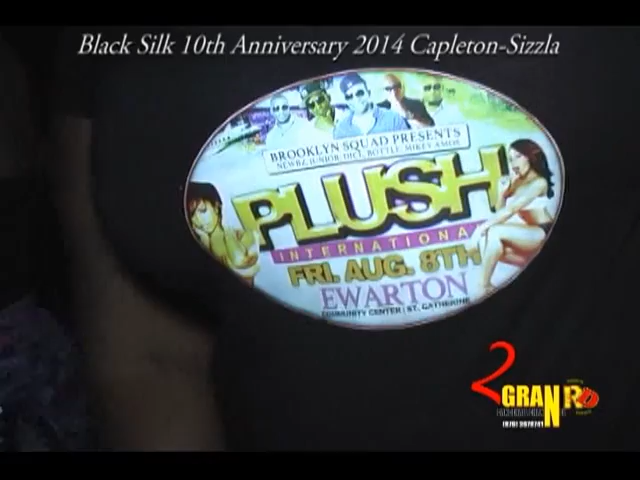 Black Silk 10th Anniversary 2014 Capleton-Sizzla
BROOKLYN SQUAD PRESENTS
PLUSH
INTERNATIONAL
FRI. AUG. 8TH
EWARTON
COMMUNITY CENTER | ST. CATHERINE
2
GRAN RD